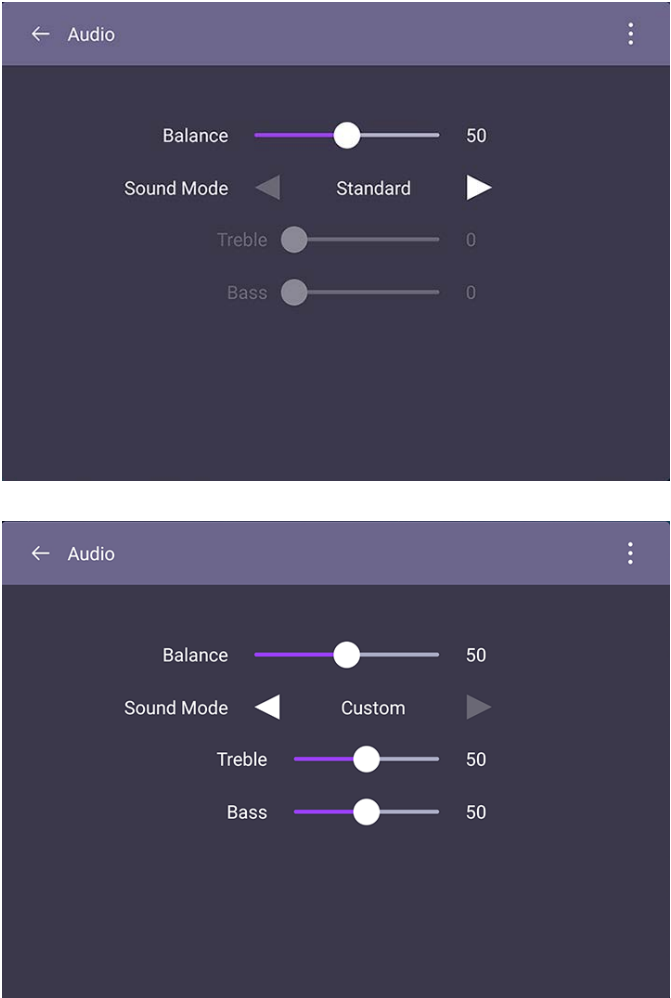 Audio
Balance 50
Sound Mode Standard
Treble 0
Bass 0
Audio
Balance 50
Sound Mode Custom
Treble 50
Bass 50